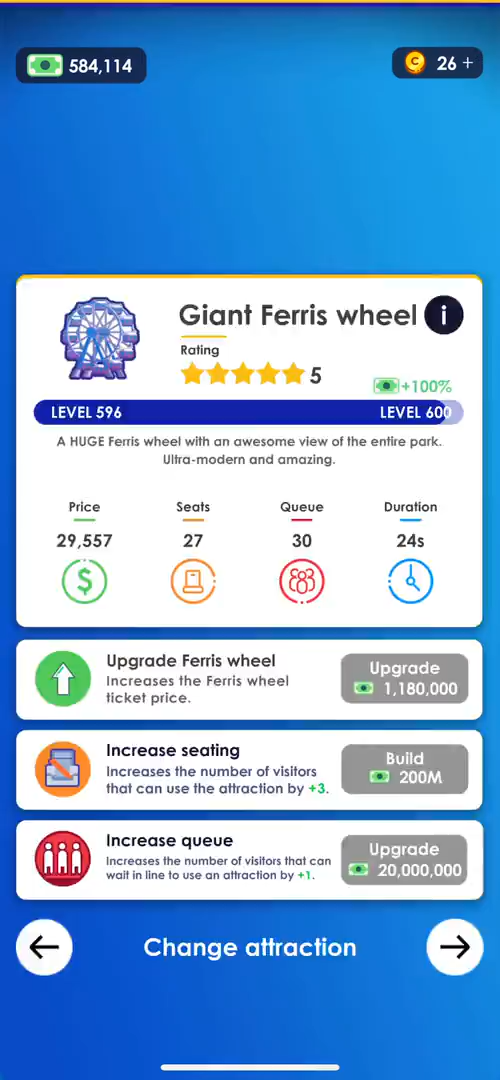 584,114
26 +
Giant Ferris wheel
i
Rating
5
+100%
LEVEL 596
LEVEL 600
A HUGE Ferris wheel with an awesome view of the entire park.
Ultra-modern and amazing.
Price
Seats
Queue
Duration
29,557
27
30
24s
Upgrade Ferris wheel
Increases the Ferris wheel
ticket price.
Upgrade
1,180,000
Increase seating
Increases the number of visitors
that can use the attraction by +3.
Build
200M
Increase queue
Increases the number of visitors that can
wait in line to use an attraction by +1.
Upgrade
20,000,000
Change attraction